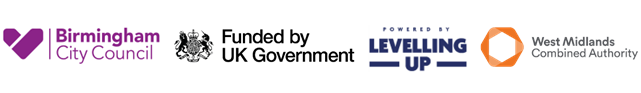 Birmingham
City Council
Funded by
UK Government
POWERED BY
LEVELLING
UP
West Midlands
Combined Authority